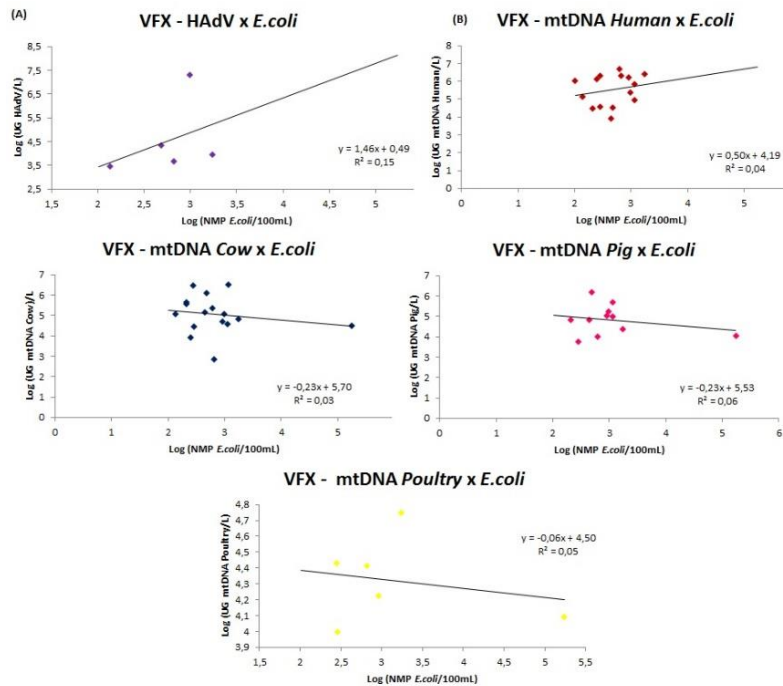 (A)
VFX - HAdV x E.coli
Log (UG HAdV/L)
8,5
7,5
6,5
5,5
4,5
3,5
2,5
y = 1,46x + 0,49
R² = 0,15
1,5 2 2,5 3 3,5 4 4,5 5
Log (NMP E.coli/100mL)
(B)
VFX - mtDNA Human x E.coli
Log (UG mtDNA Human/L)
8
7
6
5
4
3
2
1
0
y = 0,50x + 4,19
R² = 0,04
0 1 2 3 4 5
Log (NMP E.coli/100mL)
VFX - mtDNA Cow x E.coli
Log (UG mtDNA Cow)/L)
7
6
5
4
3
2
1
0
y = -0,23x + 5,70
R² = 0,03
0 1 2 3 4 5
Log (NMP E.coli/100mL)
VFX - mtDNA Pig x E.coli
Log (UG mtDNA Pig/L)
7
6
5
4
3
2
1
0
y = -0,23x + 5,53
R² = 0,06
0 1 2 3 4 5 6
Log (NMP E.coli/100mL)
VFX - mtDNA Poultry x E.coli
Log (UG mtDNA Poultry/L)
4,8
4,7
4,6
4,5
4,4
4,3
4,2
4,1
4
3,9
y = -0,06x + 4,50
R² = 0,05
1,5 2 2,5 3 3,5 4 4,5 5 5,5
Log (NMP E.coli/100mL)